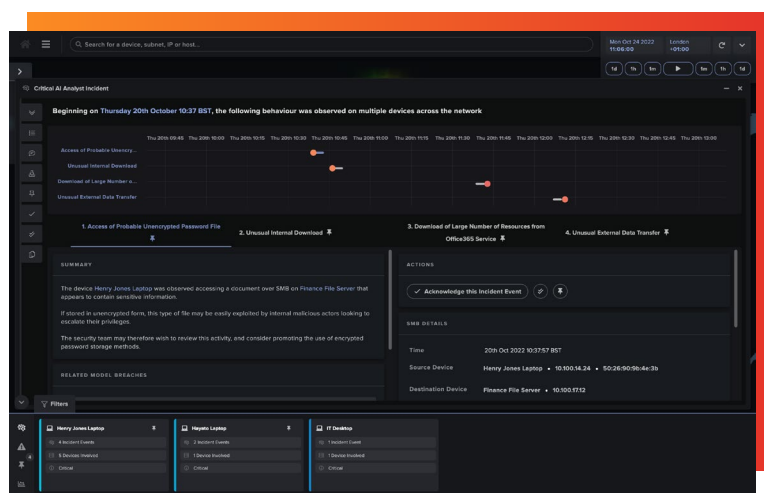 Search for a device, subnet, IP or host...
Mon Oct 24 2022
11:06:00
London
+01:00
1d 1h 1m 1m 1h 1d
Critical AI Analyst Incident
Beginning on Thursday 20th October 10:37 BST, the following behaviour was observed on multiple devices across the network
Thu 20th 09:45 Thu 20th 10:00 Thu 20th 10:15 Thu 20th 10:30 Thu 20th 10:45 Thu 20th 11:00 Thu 20th 11:15 Thu 20th 11:30 Thu 20th 11:45 Thu 20th 12:00 Thu 20th 12:15 Thu 20th 12:30 Thu 20th 12:45 Thu 20th 13:00
Access of Probable Unencry...
Unusual Internal Download
Download of Large Number o...
Unusual External Data Transfer
1. Access of Probable Unencrypted Password File
2. Unusual Internal Download
3. Download of Large Number of Resources from
Office365 Service
4. Unusual External Data Transfer
SUMMARY
The device Henry Jones Laptop was observed accessing a document over SMB on Finance File Server that
appears to contain sensitive information.
If stored in unencrypted form, this type of file may be easily exploited by internal malicious actors looking to
escalate their privileges.
The security team may therefore wish to review this activity, and consider promoting the use of encrypted
password storage methods.
RELATED MODEL BREACHES
ACTIONS
Acknowledge this Incident Event
SMB DETAILS
Time 20th Oct 2022 10:37:57 BST
Source Device Henry Jones Laptop • 10.100.14.24 • 50:26:90:9b:4e:3b
Destination Device Finance File Server • 10.100.17.12
Filters
4
Henry Jones Laptop
4 Incident Events
5 Devices Involved
Critical
Hayato Laptop
2 Incident Events
1 Device Involved
Critical
IT Desktop
1 Incident Event
1 Device Involved
Critical